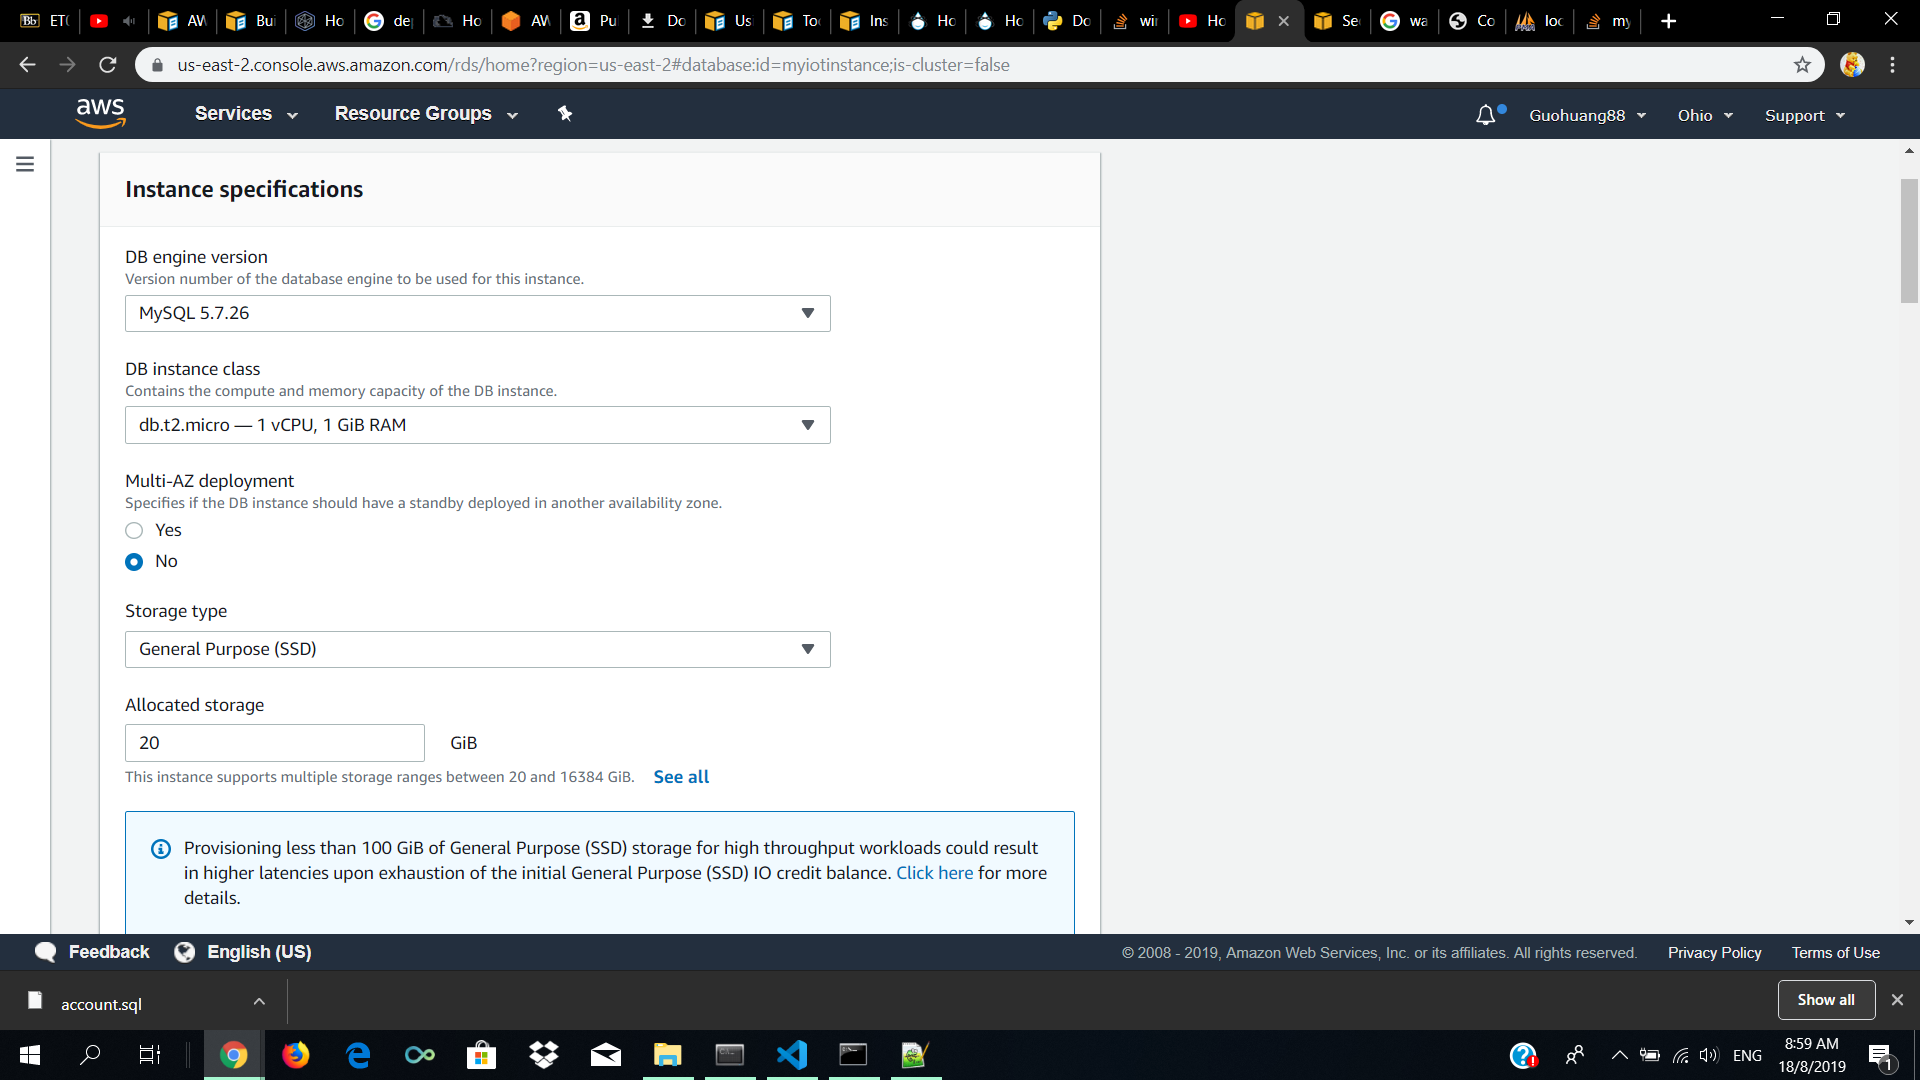 Bb ETO AW Bui Ho dep Ho AW Pu Do Us Too Ins Ho Ho Do wir Ho Se wa Co loc my
us-east-2.console.aws.amazon.com/rds/home?region=us-east-2#database:id=myiotinstance;is-cluster=false
aws Services Resource Groups Guohuang88 Ohio Support
Instance specifications
DB engine version
Version number of the database engine to be used for this instance.
MySQL 5.7.26
DB instance class
Contains the compute and memory capacity of the DB instance.
db.t2.micro — 1 vCPU, 1 GiB RAM
Multi-AZ deployment
Specifies if the DB instance should have a standby deployed in another availability zone.
Yes
No
Storage type
General Purpose (SSD)
Allocated storage
20 GiB
This instance supports multiple storage ranges between 20 and 16384 GiB. See all
Provisioning less than 100 GiB of General Purpose (SSD) storage for high throughput workloads could result
in higher latencies upon exhaustion of the initial General Purpose (SSD) IO credit balance. Click here for more
details.
Feedback English (US) © 2008 - 2019, Amazon Web Services, Inc. or its affiliates. All rights reserved. Privacy Policy Terms of Use
account.sql Show all
ENG 8:59 AM
18/8/2019 1